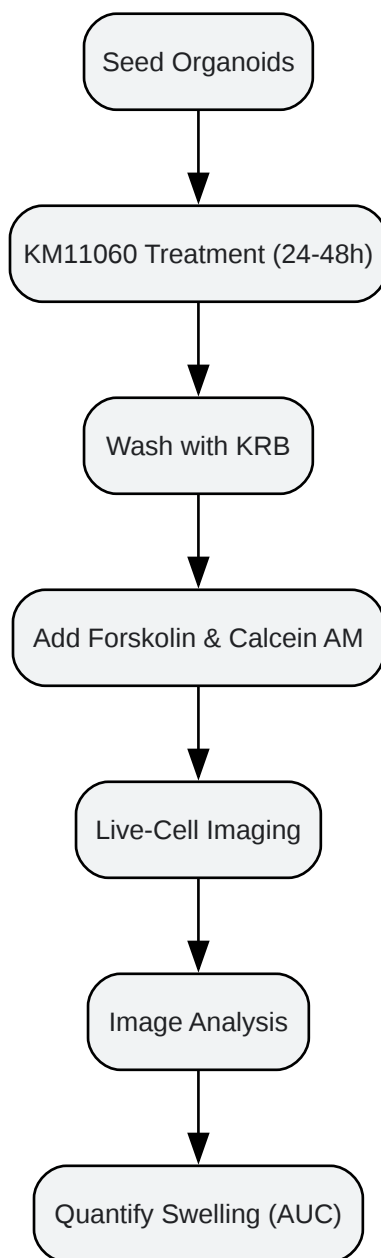 Seed Organoids
KM11060 Treatment (24-48h)
Wash with KRB
Add Forskolin & Calcein AM
Live-Cell Imaging
Image Analysis
Quantify Swelling (AUC)